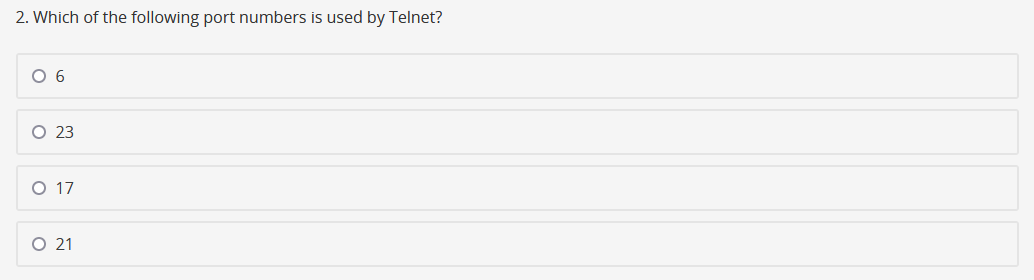 2. Which of the following port numbers is used by Telnet?
6
23
17
21